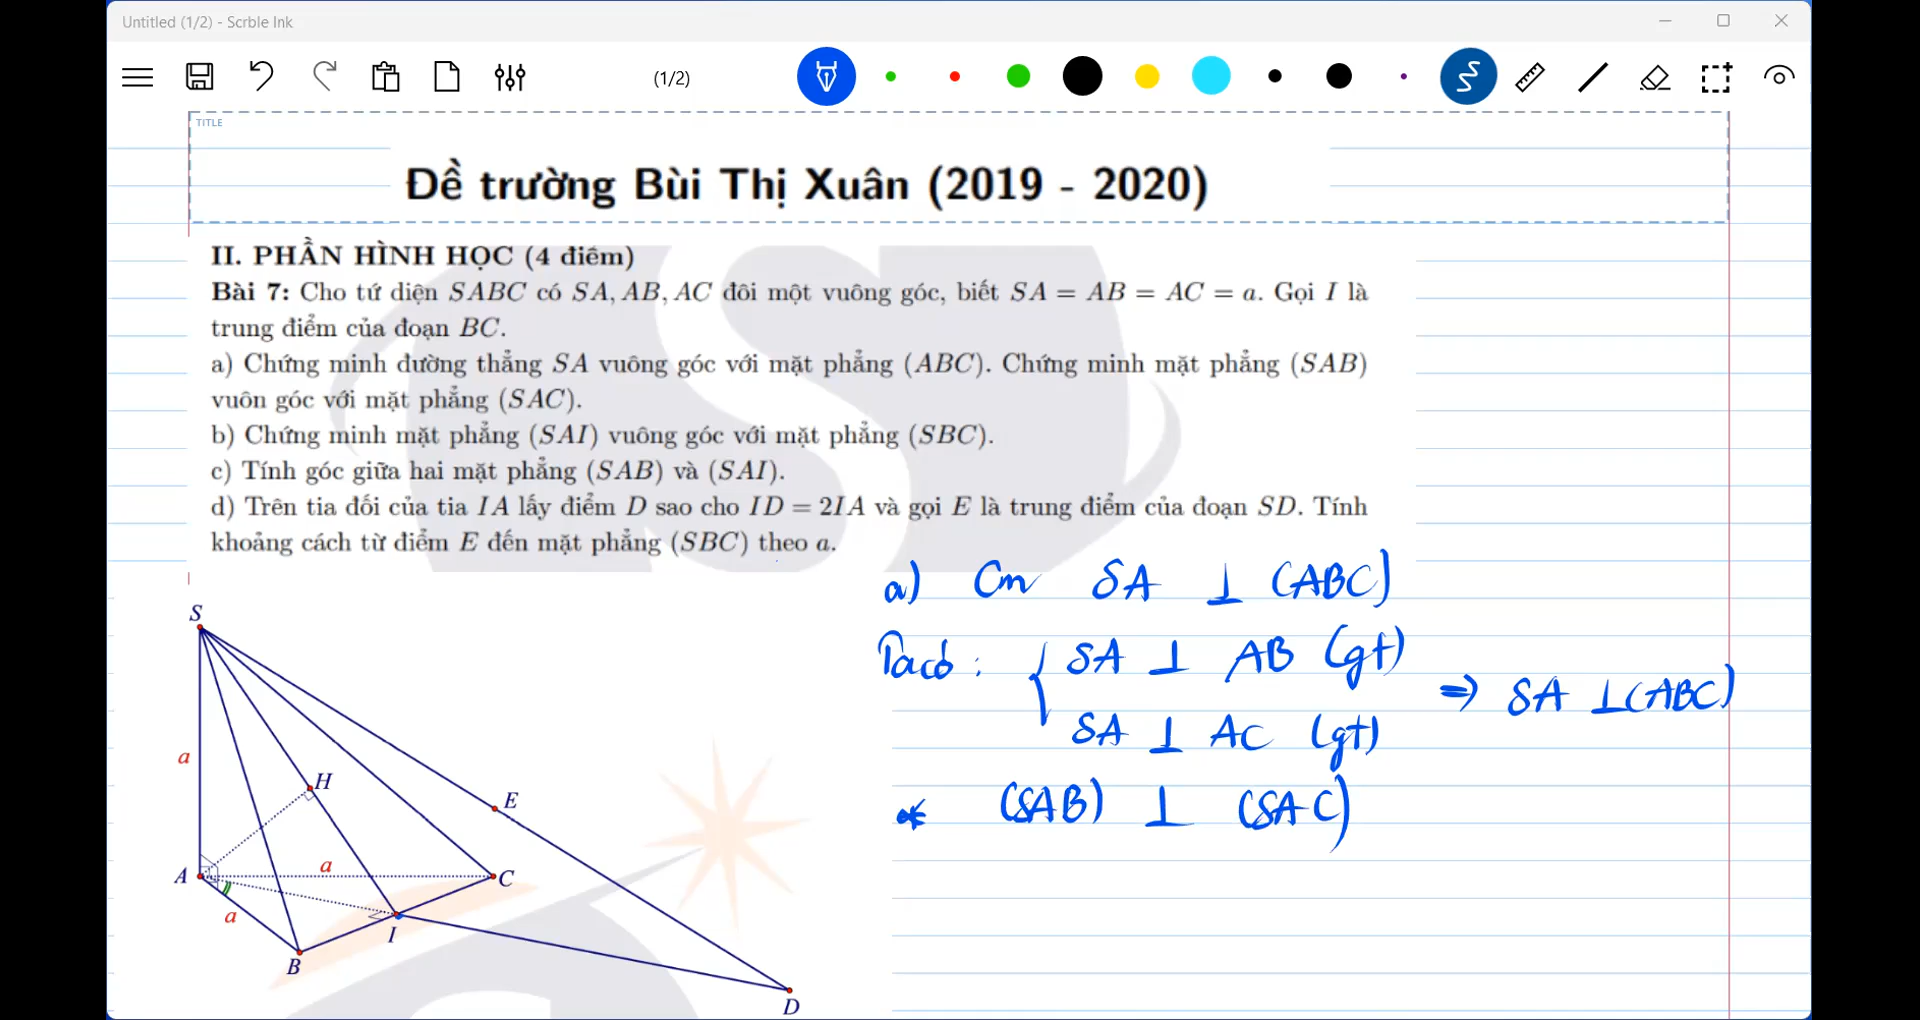 Untitled (1/2) - Scrble Ink
(1/2)
TITLE
Đề trường Bùi Thị Xuân (2019 - 2020)
II. PHẦN HÌNH HỌC (4 điểm)
Bài 7: Cho tứ diện SABC có SA, AB, AC đôi một vuông góc, biết SA = AB = AC = a. Gọi I là
trung điểm của đoạn BC.
a) Chứng minh đường thẳng SA vuông góc với mặt phẳng (ABC). Chứng minh mặt phẳng (SAB)
vuôn góc với mặt phẳng (SAC).
b) Chứng minh mặt phẳng (SAI) vuông góc với mặt phẳng (SBC).
c) Tính góc giữa hai mặt phẳng (SAB) và (SAI).
d) Trên tia đối của tia IA lấy điểm D sao cho ID = 2IA và gọi E là trung điểm của đoạn SD. Tính
khoảng cách từ điểm E đến mặt phẳng (SBC) theo a.
a) Cm SA ⊥ (ABC)
Ta có : { SA ⊥ AB (gt)
SA ⊥ AC (gt)
⇒ SA ⊥ (ABC)
* (SAB) ⊥ (SAC)
S
a
H
E
A
a
C
a
I
B
D